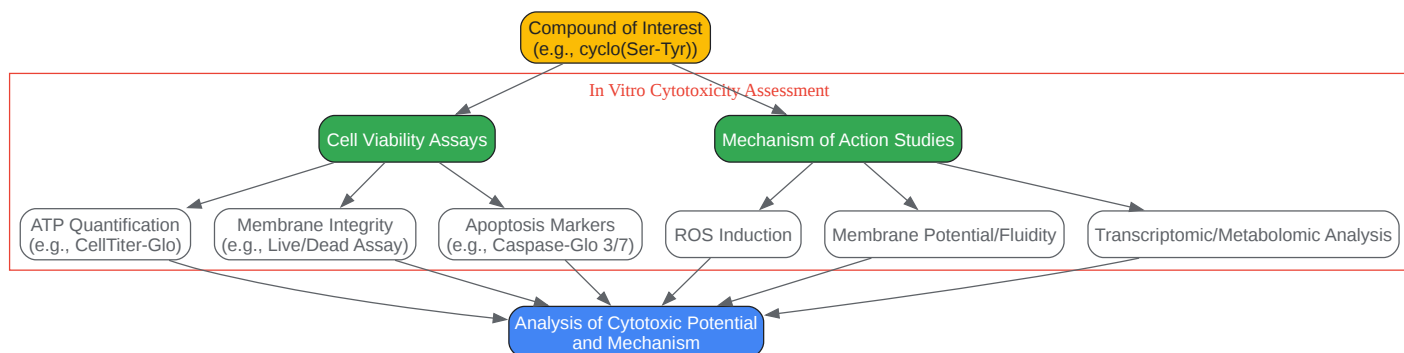 Compound of Interest
(e.g., cyclo(Ser-Tyr))
In Vitro Cytotoxicity Assessment
Cell Viability Assays
Mechanism of Action Studies
ATP Quantification
(e.g., CellTiter-Glo)
Membrane Integrity
(e.g., Live/Dead Assay)
Apoptosis Markers
(e.g., Caspase-Glo 3/7)
ROS Induction
Membrane Potential/Fluidity
Transcriptomic/Metabolomic Analysis
Analysis of Cytotoxic Potential
and Mechanism